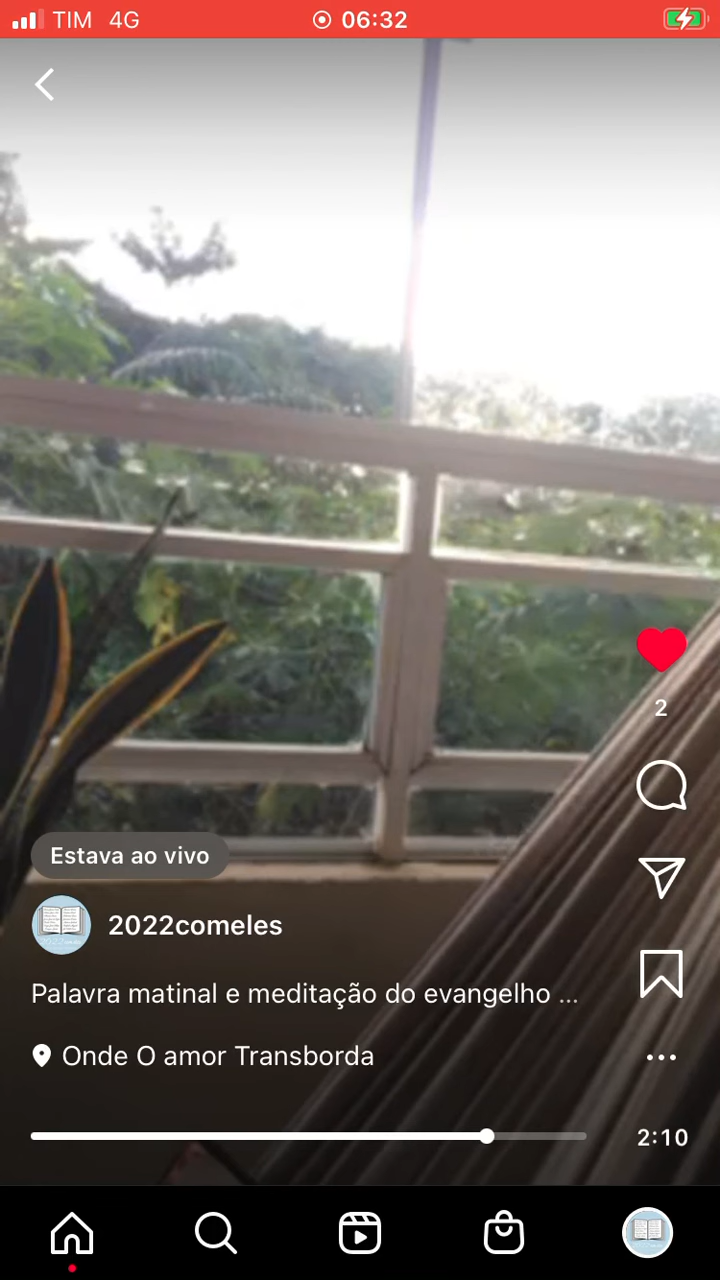 TIM 4G 06:32
2
Estava ao vivo
2022comeles
Palavra matinal e meditação do evangelho ...
Onde O amor Transborda
2:10